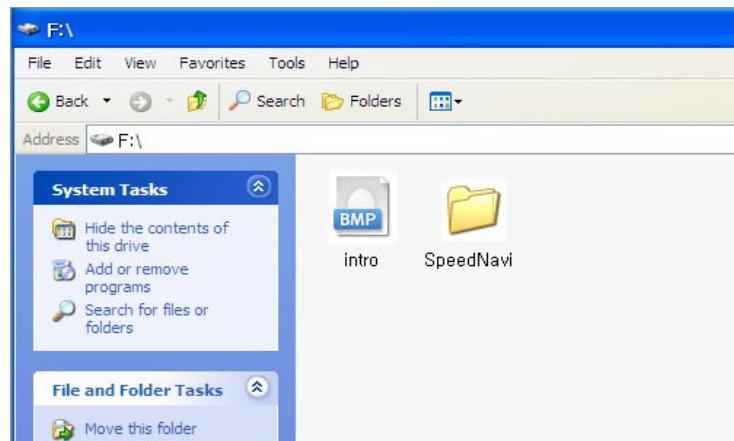 F:\
File Edit View Favorites Tools Help
Back Search Folders
Address F:\
System Tasks
Hide the contents of
this drive
Add or remove
programs
Search for files or
folders
File and Folder Tasks
Move this folder
BMP
intro SpeedNavi